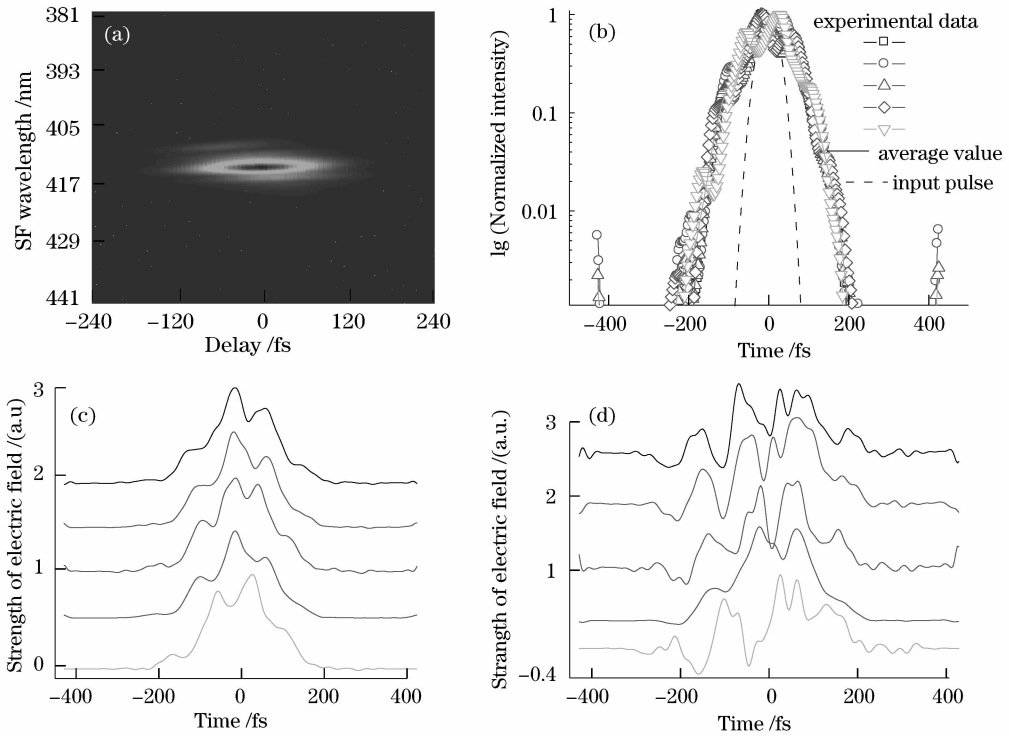 (a)
SF wavelength /nm
381
393
405
417
429
441
−240
−120
0
120
240
Delay /fs
(b)
lg (Normalized intensity)
1
0.1
0.01
−400
−200
0
200
400
Time /fs
experimental data
average value
input pulse
(c)
Strength of electric field /(a.u)
3
2
1
0
−400
−200
0
200
400
Time /fs
(d)
Strangth of electric field /(a.u.)
3
2
1
−0.4
−400
−200
0
200
400
Time /fs